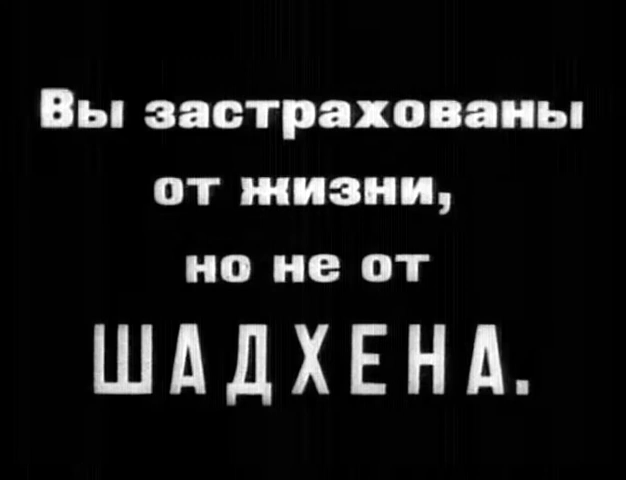 Вы застрахованы
от жизни,
но не от
ШАДХЕНА.